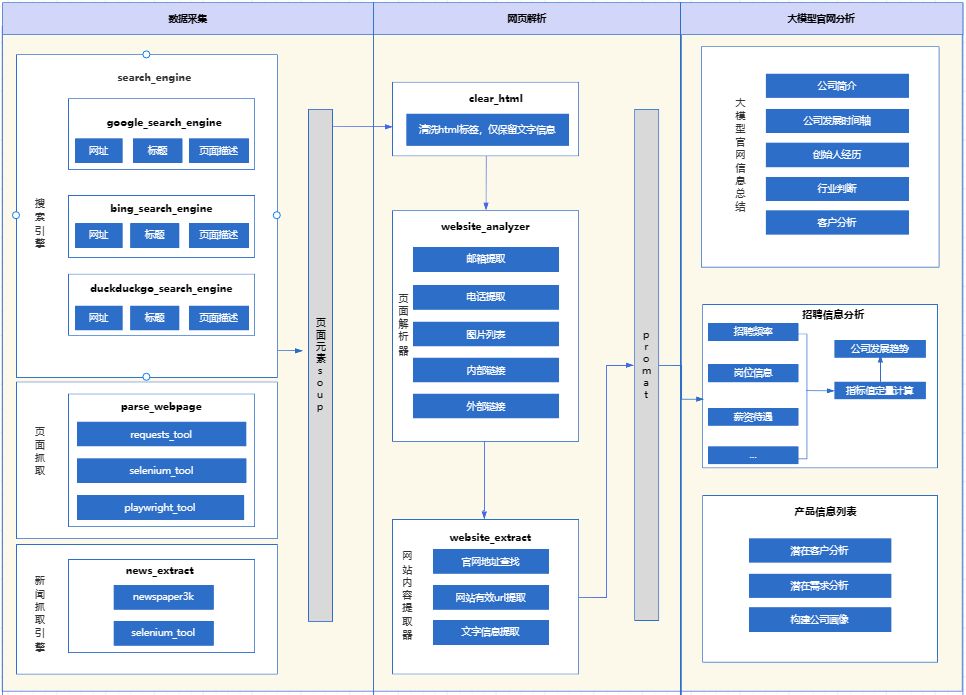 数据采集
网页解析
大模型官网分析
search_engine
搜索引擎
google_search_engine
网址
标题
页面描述
bing_search_engine
网址
标题
页面描述
duckduckgo_search_engine
网址
标题
页面描述
页面抓取
parse_webpage
requests_tool
selenium_tool
playwright_tool
新闻抓取引擎
news_extract
newspaper3k
selenium_tool
页面元素soup
clear_html
清洗html标签，仅保留文字信息
website_analyzer
页面解析器
邮箱提取
电话提取
图片列表
内部链接
外部链接
website_extract
网站内容提取器
官网地址查找
网站有效url提取
文字信息提取
promat
大模型官网信息总结
公司简介
公司发展时间轴
创始人经历
行业判断
客户分析
招聘信息分析
招聘频率
岗位信息
薪资待遇
...
公司发展趋势
指标值定量计算
产品信息列表
潜在客户分析
潜在需求分析
构建公司画像